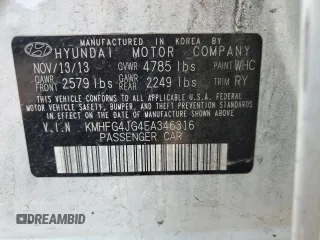 MANUFACTURED IN KOREA BY
HYUNDAI MOTOR COMPANY
NOV/13/13 GVWR 4785 lbs PAINT WHC
GAWR FRONT 2579 lbs GAWR REAR 2249 lbs TRIM RY
THIS VEHICLE CONFORMS TO ALL APPLICABLE
FEDERAL MOTOR VEHICLE SAFETY,
BUMPER, AND THEFT PREVENTION STANDARDS
IN EFFECT ON THE DATE OF
MANUFACTURE SHOWN ABOVE.
V.I.N KMHFG4JG4EA346316
PASSENGER CAR
DREAMBID